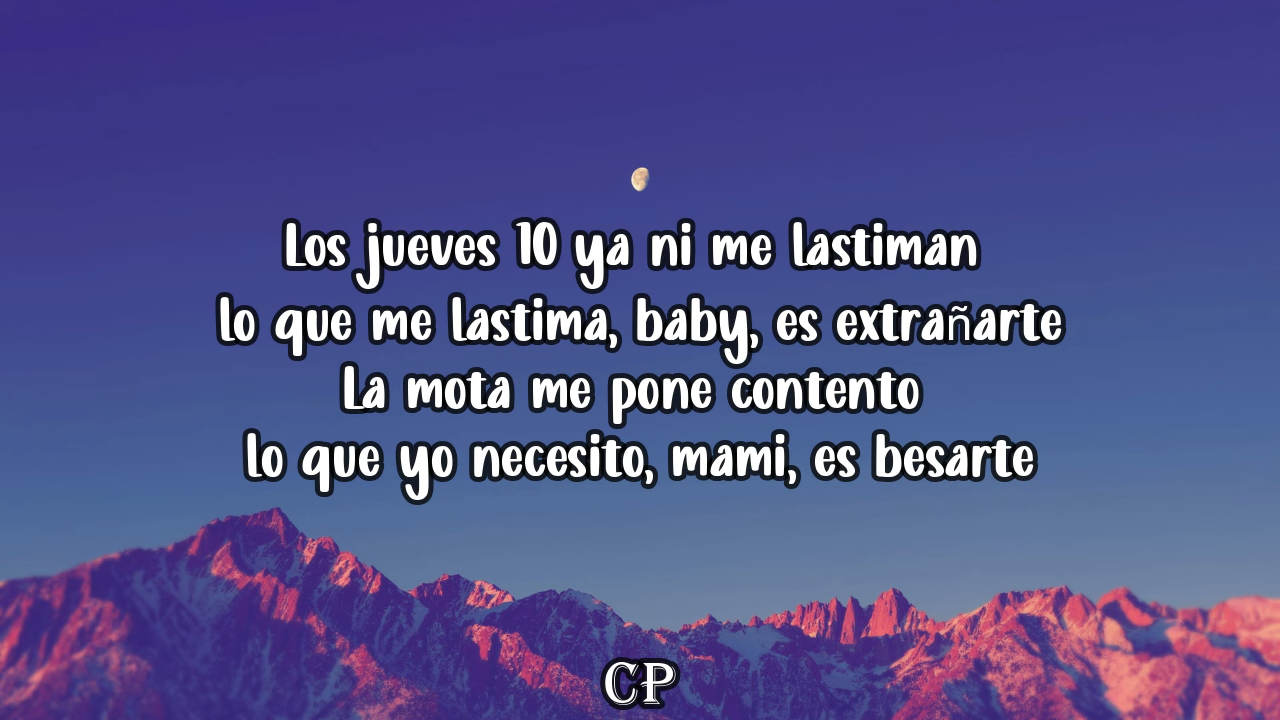 Los jueves 10 ya ni me lastiman
lo que me lastima, baby, es extrañarte
La mota me pone contento
lo que yo necesito, mami, es besarte
CP